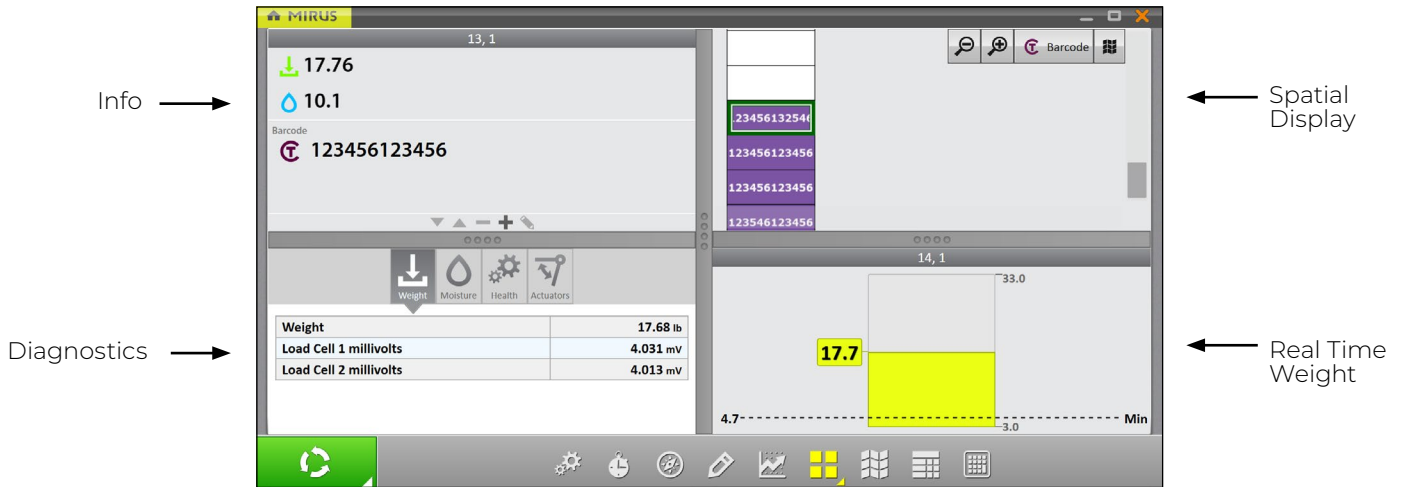 MIRUS
13, 1
17.76
10.1
Barcode
123456123456
Info
Diagnostics
Weight
Moisture
Health
Actuators
Weight 17.68 lb
Load Cell 1 millivolts 4.031 mV
Load Cell 2 millivolts 4.013 mV
Barcode
23456132546
123456123456
123456123456
123546123456
14, 1
33.0
17.7
4.7
Min
3.0
Spatial
Display
Real Time
Weight